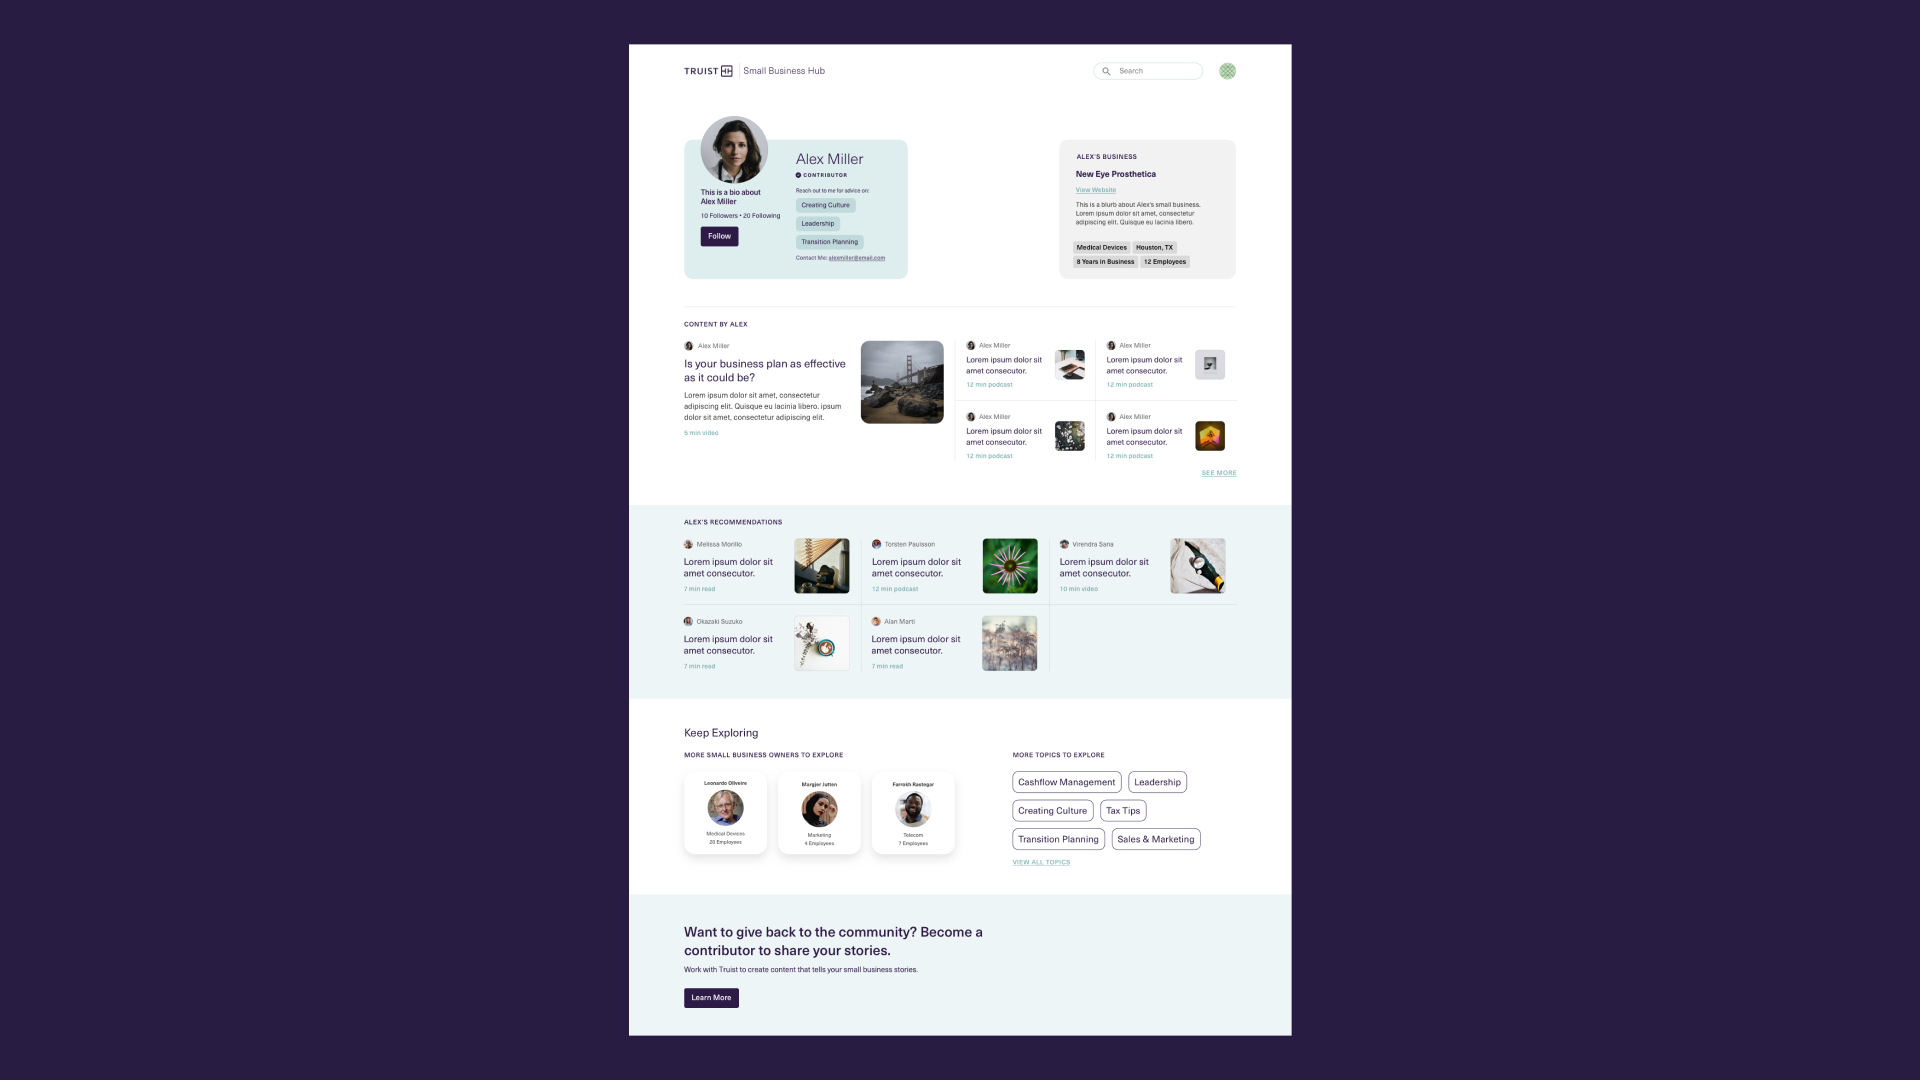 TRUIST
Small Business Hub
Search
This is a bio about
Alex Miller
10 Followers • 20 Following
Follow
Alex Miller
CONTRIBUTOR
Reach out to me for advice on:
Creating Culture
Leadership
Transition Planning
Contact Me: alexmiller@email.com
ALEX'S BUSINESS
New Eye Prosthetica
View Website
This is a blurb about Alex's small business.
Lorem ipsum dolor sit amet, consectetur
adipiscing elit. Quisque eu lacinia libero.
Medical Devices
Houston, TX
8 Years in Business
12 Employees
CONTENT BY ALEX
Alex Miller
Is your business plan as effective
as it could be?
Lorem ipsum dolor sit amet, consectetur
adipiscing elit. Quisque eu lacinia libero. ipsum
dolor sit amet, consectetur adipiscing elit.
5 min video
Alex Miller
Lorem ipsum dolor sit
amet consecutor.
12 min podcast
Alex Miller
Lorem ipsum dolor sit
amet consecutor.
12 min podcast
Alex Miller
Lorem ipsum dolor sit
amet consecutor.
12 min podcast
Alex Miller
Lorem ipsum dolor sit
amet consecutor.
12 min podcast
SEE MORE
ALEX'S RECOMMENDATIONS
Melissa Morillo
Lorem ipsum dolor sit
amet consecutor.
7 min read
Torsten Paulsson
Lorem ipsum dolor sit
amet consecutor.
12 min podcast
Virendra Sana
Lorem ipsum dolor sit
amet consecutor.
10 min video
Okazaki Suzuko
Lorem ipsum dolor sit
amet consecutor.
7 min read
Alan Marti
Lorem ipsum dolor sit
amet consecutor.
7 min read
Keep Exploring
MORE SMALL BUSINESS OWNERS TO EXPLORE
Leonardo Oliveira
Medical Devices
20 Employees
Margje Jutten
Marketing
4 Employees
Farrokh Rastegar
Telecom
7 Employees
MORE TOPICS TO EXPLORE
Cashflow Management
Leadership
Creating Culture
Tax Tips
Transition Planning
Sales & Marketing
VIEW ALL TOPICS
Want to give back to the community? Become a
contributor to share your stories.
Work with Truist to create content that tells your small business stories.
Learn More